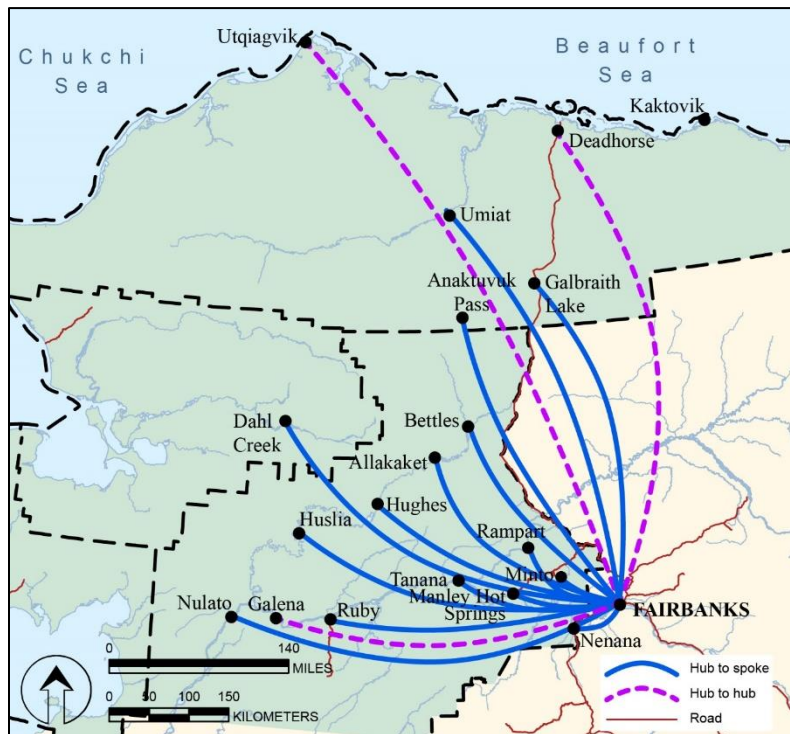 Utqiagvik
Chukchi
Sea
Beaufort
Sea
Kaktovik
Deadhorse
Umiat
Anaktuvuk
Pass
Galbraith
Lake
Dahl
Creek
Bettles
Allakaket
Hughes
Huslia
Rampart
Tanana
Minto
Manley Hot
Springs
Nulato
Galena
Ruby
FAIRBANKS
Nenana
0 140
MILES
0 50 100 150
KILOMETERS
Hub to spoke
Hub to hub
Road